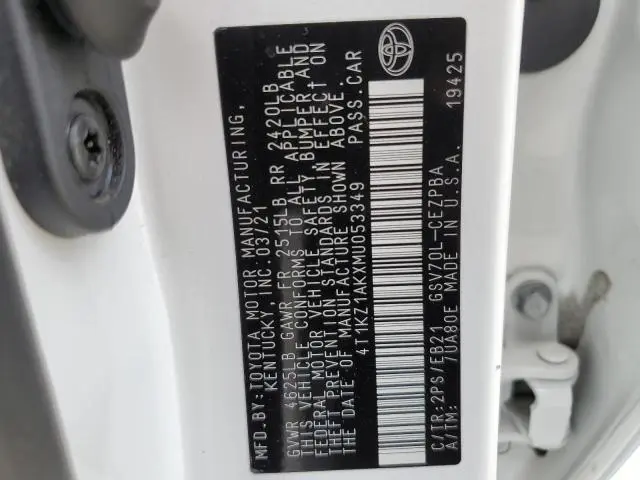 MFD. BY: TOYOTA MOTOR MANUFACTURING,
KENTUCKY, INC. 03/21
GVWR 4625LB GAWR FR 2515LB RR 2420LB
THIS VEHICLE CONFORMS TO ALL APPLICABLE
FEDERAL MOTOR VEHICLE SAFETY, BUMPER, AND
THEFT PREVENTION STANDARDS IN EFFECT ON
THE DATE OF MANUFACTURE SHOWN ABOVE.
4T1KZ1AKXMU053349 PASS. CAR
C/TR: 2PS/EB21 GSV70L-CEZPBA
A/TM: 7UA80E MADE IN U.S.A. 19425